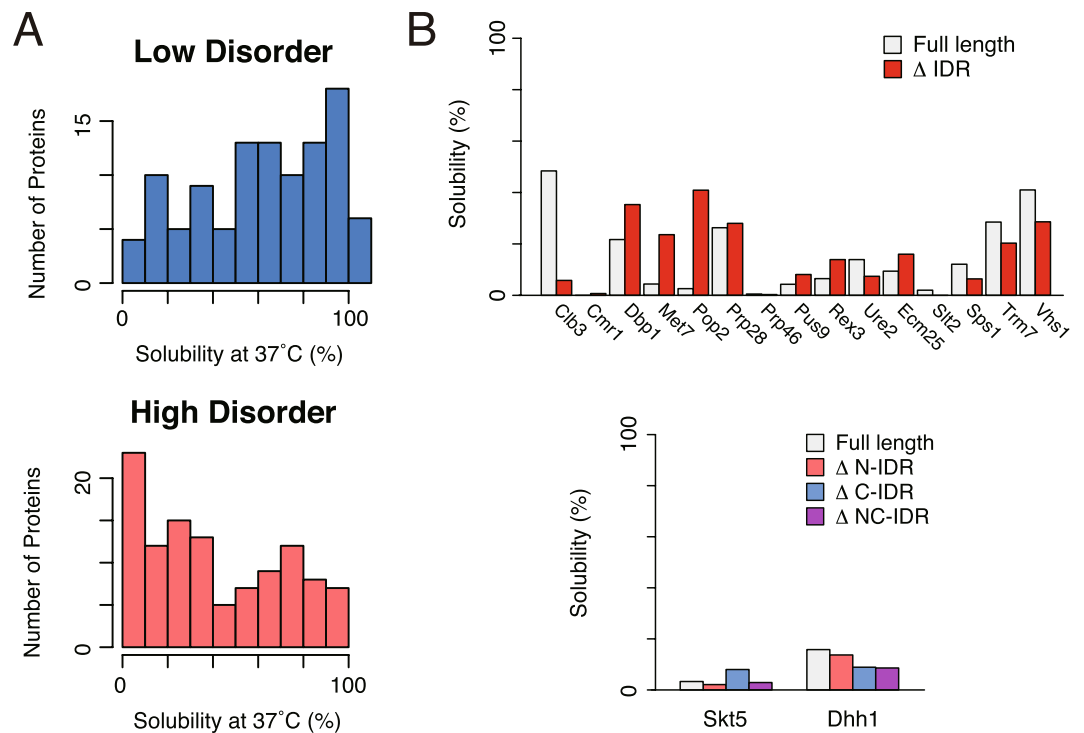 A
Low Disorder
Number of Proteins
15
0
0
100
Solubility at 37˚C (%)
High Disorder
Number of Proteins
20
0
0
100
Solubility at 37˚C (%)
B
Solubility (%)
100
0
Full length
Δ IDR
Clb3
Cmr1
Dbp1
Met7
Pop2
Prp28
Prp46
Pus9
Rex3
Ure2
Ecm25
Slt2
Sps1
Trm7
Vhs1
Solubility (%)
100
0
Full length
Δ N-IDR
Δ C-IDR
Δ NC-IDR
Skt5
Dhh1